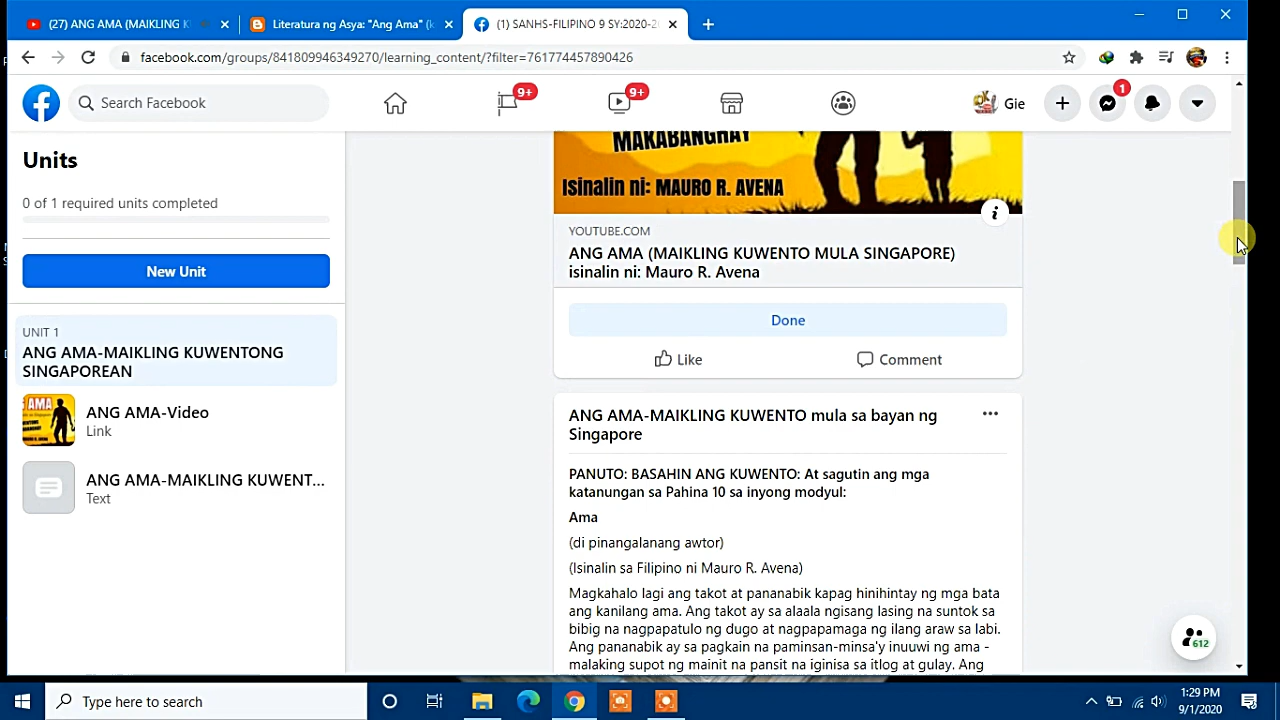 (27) ANG AMA (MAIKLING K
Literatura ng Asya: "Ang Ama" (k
(1) SANHS-FILIPINO 9 SY:2020-2
facebook.com/groups/841809946349270/learning_content/?filter=761774457890426
Search Facebook
9+
9+
Gie
1
Units
0 of 1 required units completed
New Unit
UNIT 1
ANG AMA-MAIKLING KUWENTONG
SINGAPOREAN
ANG AMA-Video
Link
ANG AMA-MAIKLING KUWENT...
Text
MAKABANGHAY
Isinalin ni: MAURO R. AVENA
YOUTUBE.COM
ANG AMA (MAIKLING KUWENTO MULA SINGAPORE)
isinalin ni: Mauro R. Avena
Done
Like
Comment
ANG AMA-MAIKLING KUWENTO mula sa bayan ng
Singapore
PANUTO: BASAHIN ANG KUWENTO: At sagutin ang mga
katanungan sa Pahina 10 sa inyong modyul:
Ama
(di pinangalanang awtor)
(Isinalin sa Filipino ni Mauro R. Avena)
Magkahalo lagi ang takot at pananabik kapag hinihintay ng mga bata
ang kanilang ama. Ang takot ay sa alaala ngisang lasing na suntok sa
bibig na nagpapatulo ng dugo at nagpapamaga ng ilang araw sa labi.
Ang pananabik ay sa pagkain na paminsan-minsa'y inuuwi ng ama -
malaking supot ng mainit na pansit na iginisa sa itlog at gulay. Ang
612
Type here to search
1:29 PM
9/1/2020